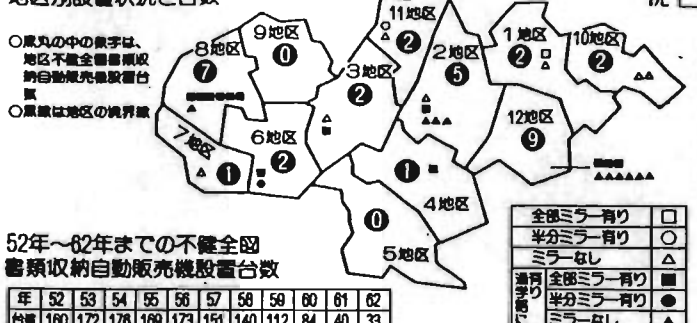 地区別設置状況と台数
○黒丸の中の数字は、
地区不健全図書類収
納自動販売機設置台
数
○黒線は地区の境界線
9地区
0
8地区
7
11地区
2
3地区
2
2地区
5
1地区
2
10地区
2
12地区
9
7地区
1
6地区
2
1
4地区
0
5地区
52年～62年までの不健全図
書類収納自動販売機設置台数
年 52 53 54 55 56 57 58 59 60 61 62
台数 160 172 178 169 173 151 140 112 84 40 33
全部ミラー有り □
半分ミラー有り ○
ミラーなし △
通学路に有り
全部ミラー有り ■
半分ミラー有り ●
ミラーなし ▲